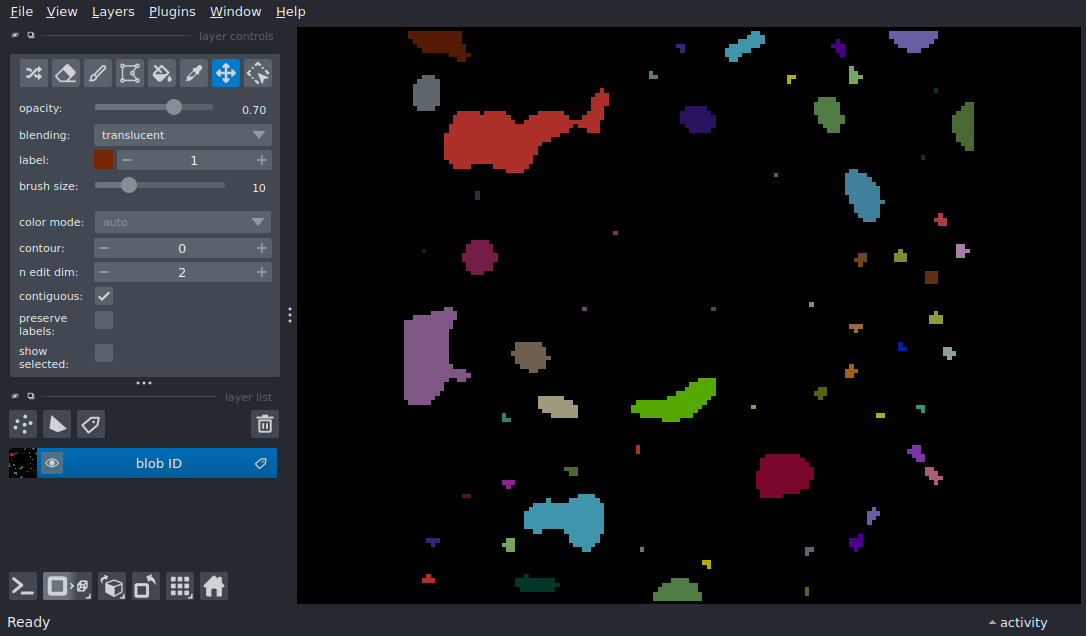 File View Layers Plugins Window Help
layer controls
opacity: 0.70
blending: translucent
label: 1
brush size: 10
color mode: auto
contour: 0
n edit dim: 2
contiguous:
preserve
labels:
show
selected:
layer list
blob ID
Ready
activity